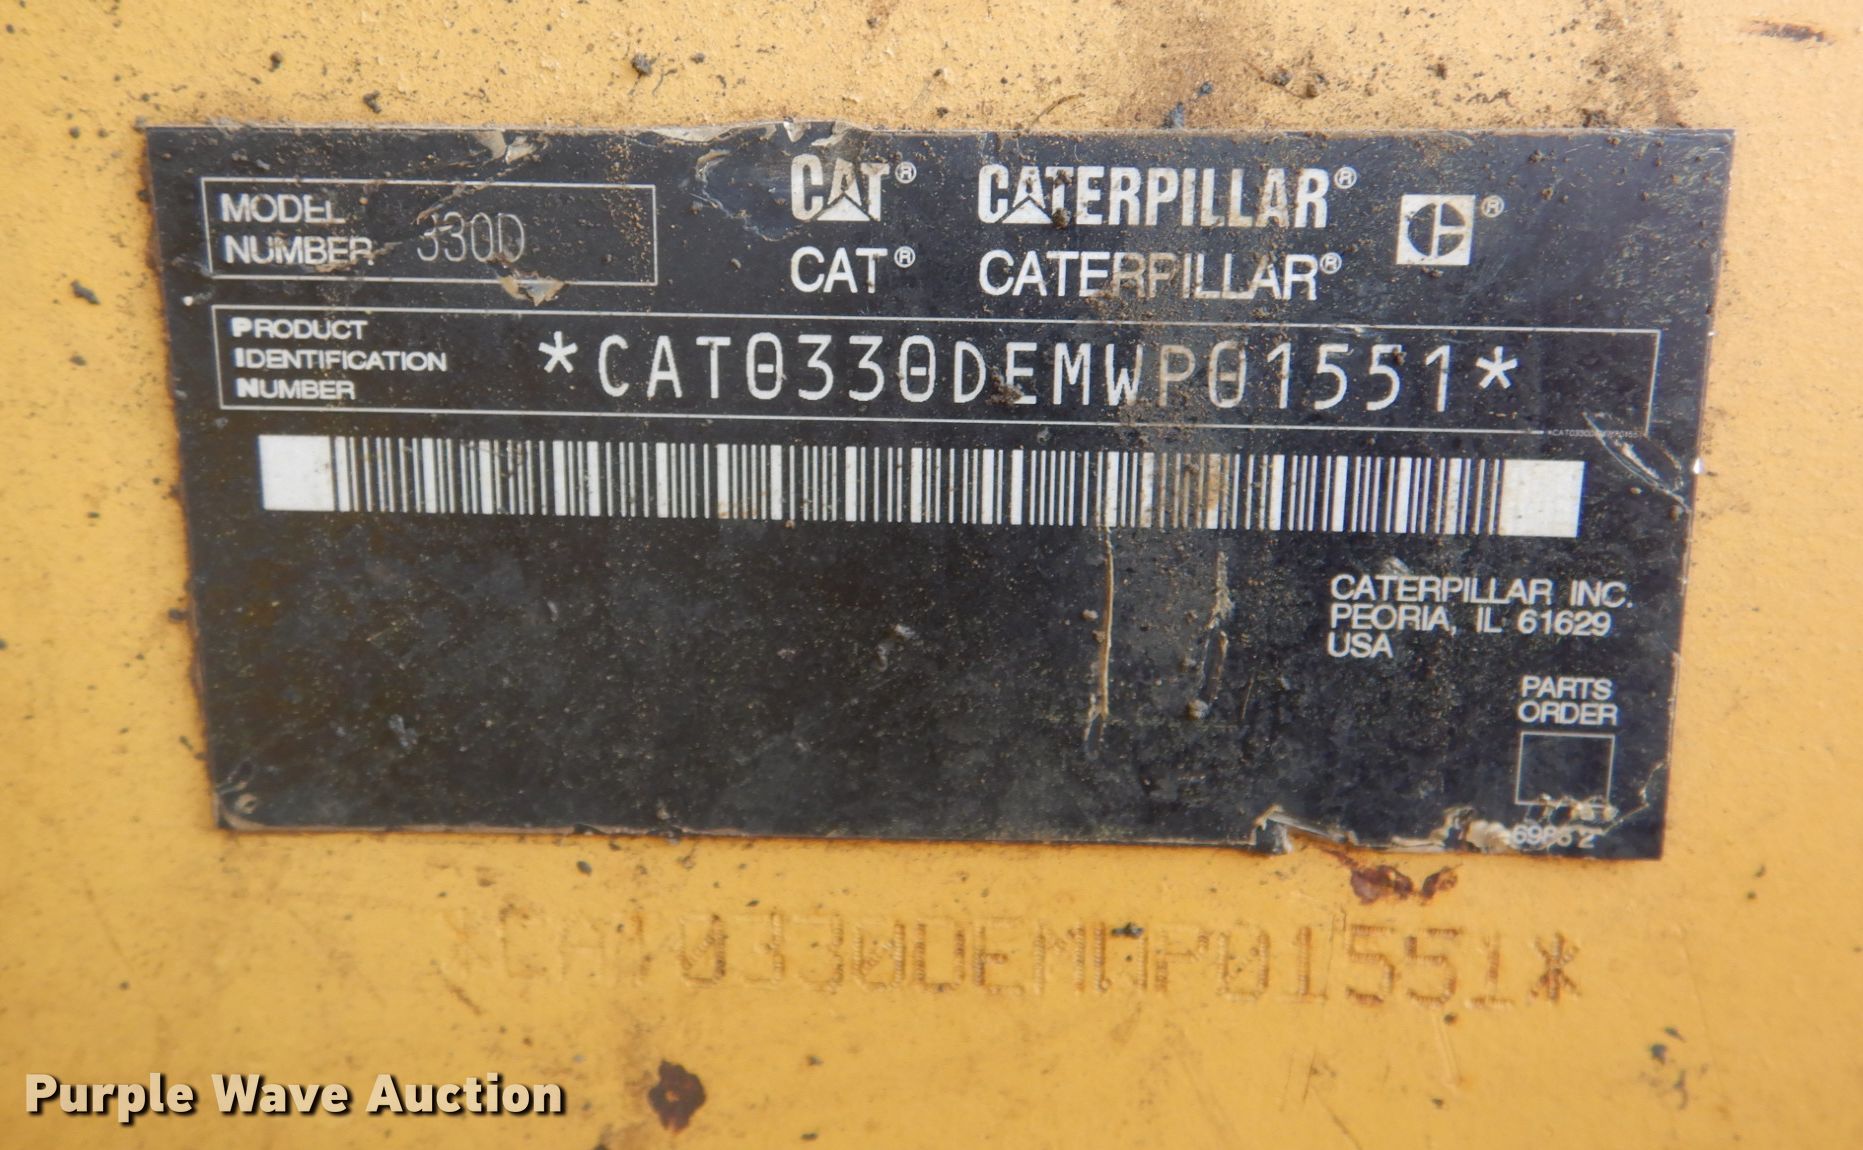 MODEL
NUMBER 330D
CAT® CATERPILLAR®
CAT® CATERPILLAR®
PRODUCT
IDENTIFICATION
NUMBER
*CAT0330DEMWP01551*
CATERPILLAR INC.
PEORIA, IL 61629
USA
PARTS
ORDER
*CAT0330DEMWP01551*
Purple Wave Auction